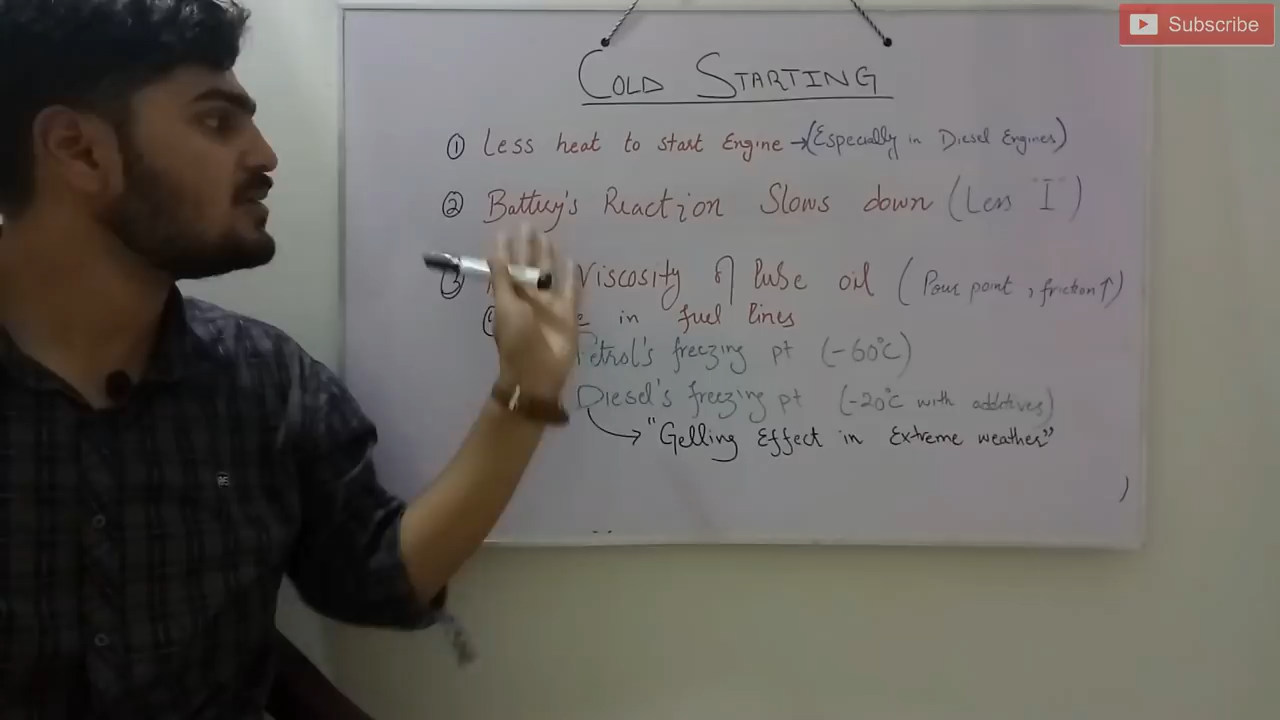 Subscribe
COLD STARTING
① Less heat to start Engine → (Especially in Diesel Engines)
② Battery's Reaction Slows down (Less "I")
③ Viscosity of lube oil (Pour point, friction↑)
in fuel lines
Petrol's freezing pt (-60°C)
Diesel's freezing pt (-20°C with additives)
→ "Gelling Effect in Extreme weather"
)